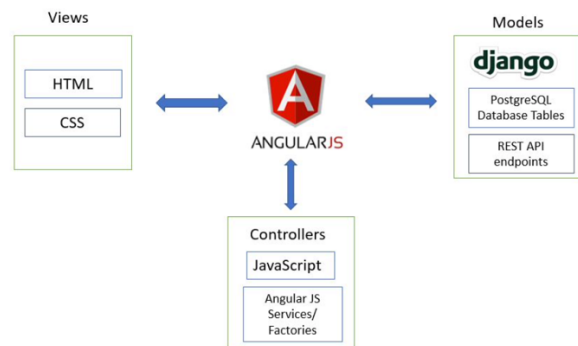 Views
HTML
CSS
A
ANGULARJS
Models
django
PostgreSQL
Database Tables
REST API
endpoints
Controllers
JavaScript
Angular JS
Services/
Factories